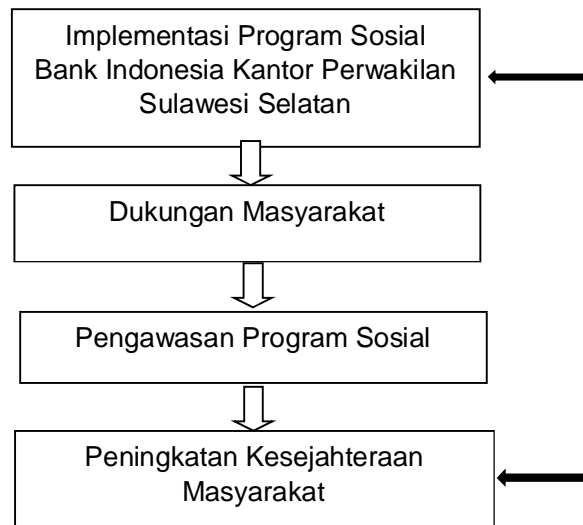 Implementasi Program Sosial
Bank Indonesia Kantor Perwakilan
Sulawesi Selatan
Dukungan Masyarakat
Pengawasan Program Sosial
Peningkatan Kesejahteraan
Masyarakat